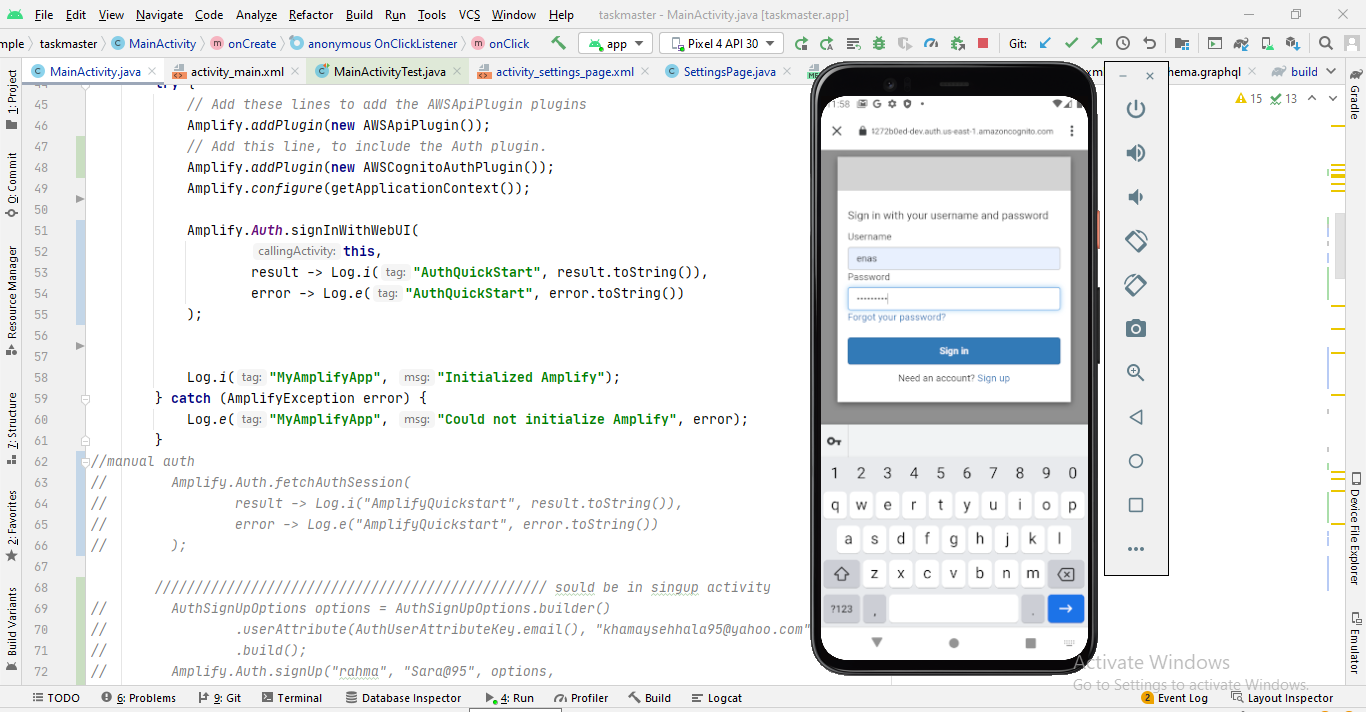 File Edit View Navigate Code Analyze Refactor Build Run Tools VCS Window Help taskmaster - MainActivity.java [taskmaster.app]
mple taskmaster MainActivity onCreate anonymous OnClickListener onClick app Pixel 4 API 30 Git:
MainActivity.java activity_main.xml MainActivityTest.java activity_settings_page.xml SettingsPage.java hema.graphql build
1: Project
0: Commit
Resource Manager
7: Structure
2: Favorites
Build Variants
try {
45 // Add these lines to add the AWSApiPlugin plugins
46 Amplify.addPlugin(new AWSApiPlugin());
47 // Add this line, to include the Auth plugin.
48 Amplify.addPlugin(new AWSCognitoAuthPlugin());
49 Amplify.configure(getApplicationContext());
50
51 Amplify.Auth.signInWithWebUI(
52 callingActivity: this,
53 result -> Log.i( tag: "AuthQuickStart", result.toString()),
54 error -> Log.e( tag: "AuthQuickStart", error.toString())
55 );
56
57
58 Log.i( tag: "MyAmplifyApp", msg: "Initialized Amplify");
59 } catch (AmplifyException error) {
60 Log.e( tag: "MyAmplifyApp", msg: "Could not initialize Amplify", error);
61 }
62 //manual auth
63 // Amplify.Auth.fetchAuthSession(
64 // result -> Log.i("AmplifyQuickstart", result.toString()),
65 // error -> Log.e("AmplifyQuickstart", error.toString())
66 // );
67
68 ///////////////////////////////////////////////// sould be in singup activity
69 // AuthSignUpOptions options = AuthSignUpOptions.builder()
70 // .userAttribute(AuthUserAttributeKey.email(), "khamaysehhala95@yahoo.com"
71 // .build();
72 // Amplify.Auth.signUp("rahma", "Sara@95", options,
15 13
1:58
1272b0ed-dev.auth.us-east-1.amazoncognito.com
Sign in with your username and password
Username
enas
Password
Forgot your password?
Sign in
Need an account? Sign up
1 2 3 4 5 6 7 8 9 0
q w e r t y u i o p
a s d f g h j k l
z x c v b n m
?123 , .
Gradle
Device File Explorer
Emulator
Activate Windows
Go to Settings to activate Windows.
TODO 6: Problems 9: Git Terminal Database Inspector 4: Run Profiler Build Logcat 2 Event Log Layout Inspector